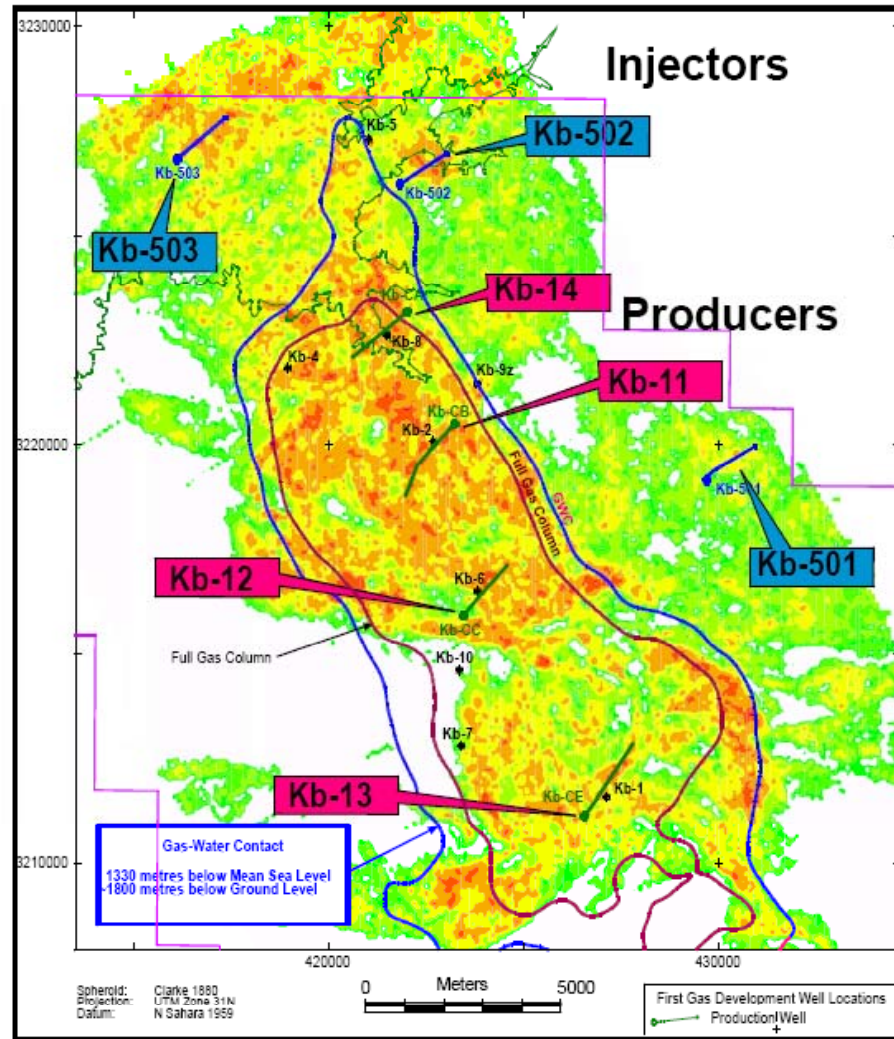 3230000
Injectors
Kb-5
Kb-502
Kb-503
Kb-502
Kb-503
Kb-14
Kb-CA
Producers
Kb-8
Kb-4
Kb-9z
Kb-11
Kb-CB
Kb-2
3220000
Full Gas Column
GWC
Kb-501
Kb-501
Kb-12
Kb-6
Kb-CC
Full Gas Column
Kb-10
Kb-7
Kb-13
Kb-CE
Kb-1
Gas-Water Contact
1330 metres below Mean Sea Level
~1800 metres below Ground Level
3210000
420000
430000
0 Meters 5000
Spheroid: Clarke 1880
Projection: UTM Zone 31N
Datum: N Sahara 1959
First Gas Development Well Locations
Production Well